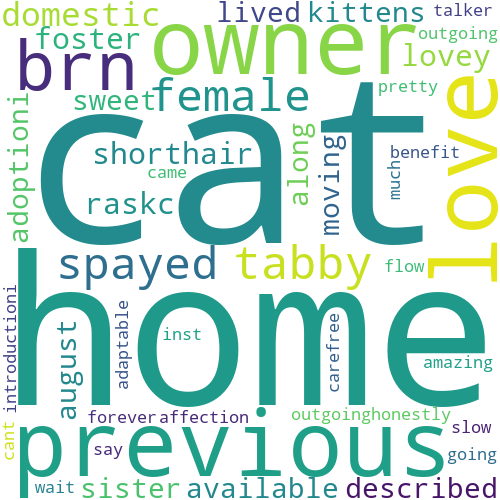 domestic
lived
kittens
talker
foster
owner
outgoing
brn
lovey
sweet
female
pretty
cat
love
adoptioni
shorthair
along
moving
benefit
came
much
raskc
spayed
tabby
flow
home
introductioni
august
adaptable
inst
carefree
amazing
forever
affection
outgoinghonestly
previous
cant
say
slow
going
wait
sister
available
described